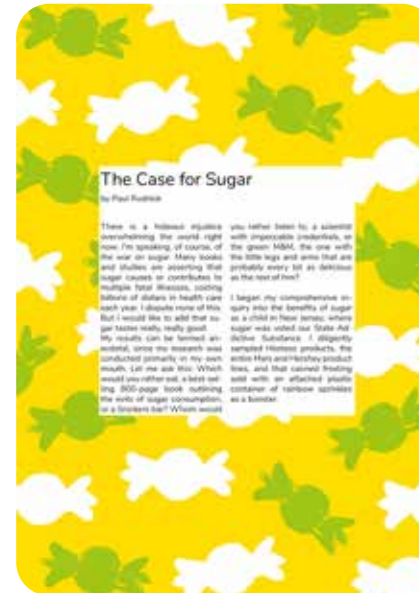 The Case for Sugar
by Paul Rudnick
There is a hideous injustice
overwhelming the world right
now. I'm speaking, of course, of
the war on sugar. Many books
and studies are asserting that
sugar causes or contributes to
multiple fatal illnesses, costing
billions of dollars in health care
each year. I dispute none of this.
But I would like to add that su-
gar tastes really, really good!
My results can be termed an-
ecdotal, since my research was
conducted primarily in my own
mouth. Let me ask this: Which
would you rather eat, a best-sel-
ling 800-page book outlining
the evils of sugar consumption,
or a Snickers bar? Whom would
you rather listen to, a scientist
with impeccable credentials, or
the green M&M, the one with
the little legs and arms that are
probably every bit as delicious
as the rest of him?
I began my comprehensive in-
quiry into the benefits of sugar
as a child in New Jersey, where
sugar was voted our State Ad-
dictive Substance. I diligently
sampled Hostess products, the
entire Mars and Hershey product
lines, and that canned frosting
sold with an attached plastic
container of rainbow sprinkles
as a booster.